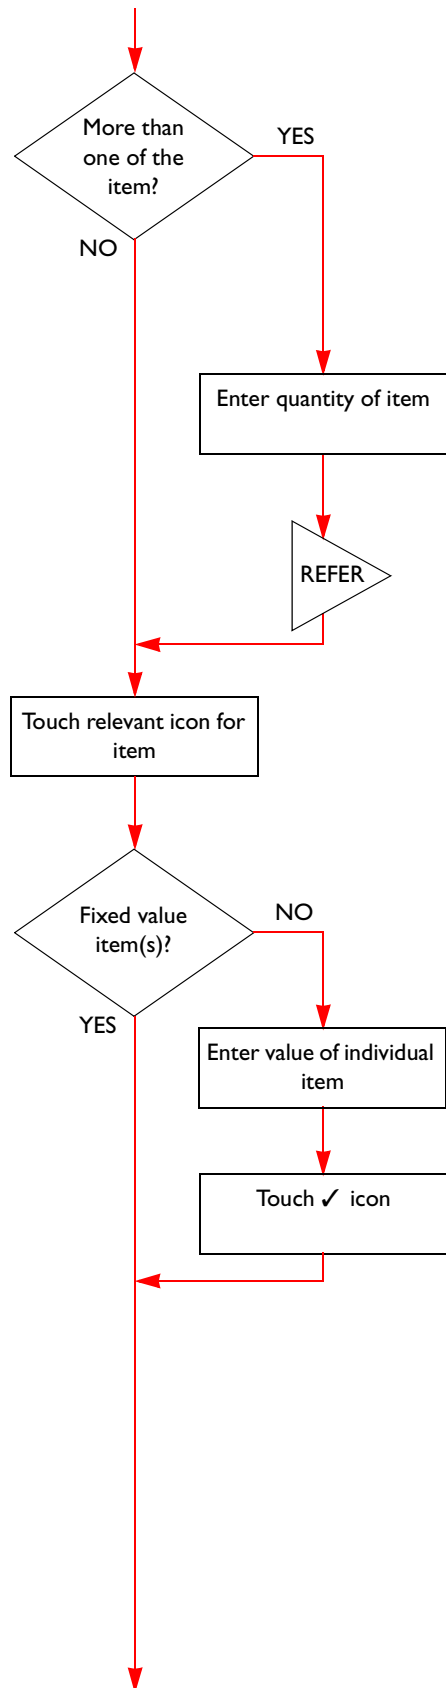 More than
one of the
item?
YES
NO
Enter quantity of item
REFER
Touch relevant icon for
item
Fixed value
item(s)?
NO
YES
Enter value of individual
item
Touch ✓ icon